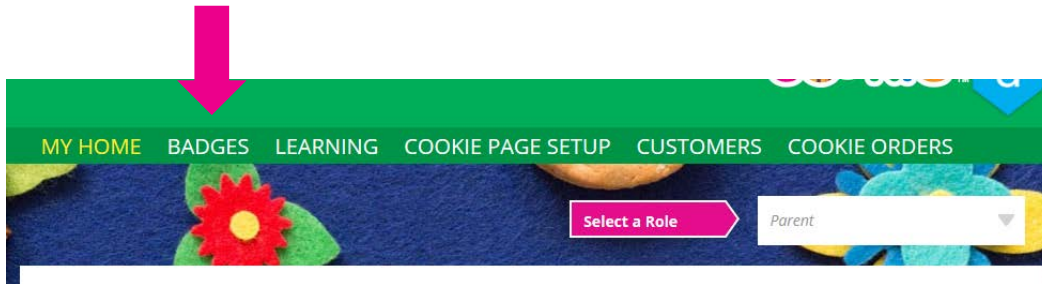 MY HOME BADGES LEARNING COOKIE PAGE SETUP CUSTOMERS COOKIE ORDERS
Select a Role Parent